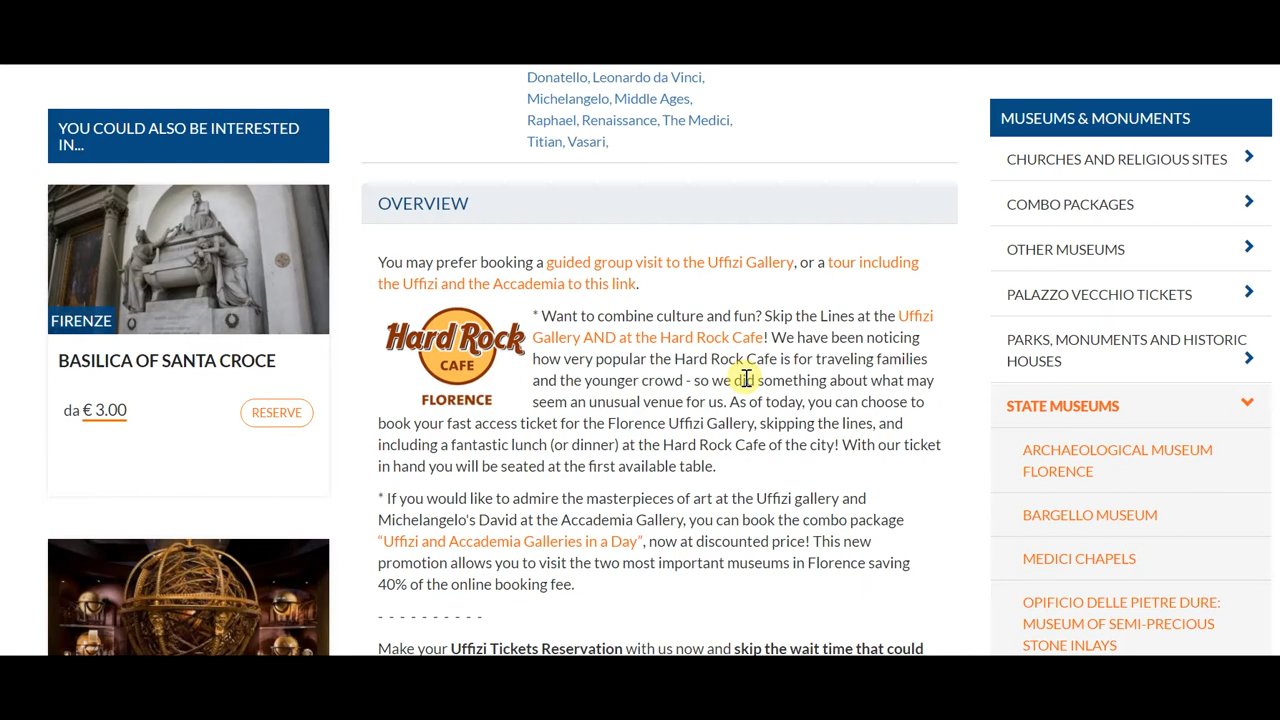 YOU COULD ALSO BE INTERESTED
IN...
FIRENZE
BASILICA OF SANTA CROCE
da € 3.00
RESERVE
Donatello, Leonardo da Vinci,
Michelangelo, Middle Ages,
Raphael, Renaissance, The Medici,
Titian, Vasari,
OVERVIEW
You may prefer booking a guided group visit to the Uffizi Gallery, or a tour including
the Uffizi and the Accademia to this link.
Hard Rock
CAFE
FLORENCE
* Want to combine culture and fun? Skip the Lines at the Uffizi
Gallery AND at the Hard Rock Cafe! We have been noticing
how very popular the Hard Rock Cafe is for traveling families
and the younger crowd - so we did something about what may
seem an unusual venue for us. As of today, you can choose to
book your fast access ticket for the Florence Uffizi Gallery, skipping the lines, and
including a fantastic lunch (or dinner) at the Hard Rock Cafe of the city! With our ticket
in hand you will be seated at the first available table.
* If you would like to admire the masterpieces of art at the Uffizi gallery and
Michelangelo's David at the Accademia Gallery, you can book the combo package
“Uffizi and Accademia Galleries in a Day”, now at discounted price! This new
promotion allows you to visit the two most important museums in Florence saving
40% of the online booking fee.
- - - - - - - - - -
Make your Uffizi Tickets Reservation with us now and skip the wait time that could
MUSEUMS & MONUMENTS
CHURCHES AND RELIGIOUS SITES
COMBO PACKAGES
OTHER MUSEUMS
PALAZZO VECCHIO TICKETS
PARKS, MONUMENTS AND HISTORIC
HOUSES
STATE MUSEUMS
ARCHAEOLOGICAL MUSEUM
FLORENCE
BARGELLO MUSEUM
MEDICI CHAPELS
OPIFICIO DELLE PIETRE DURE:
MUSEUM OF SEMI-PRECIOUS
STONE INLAYS